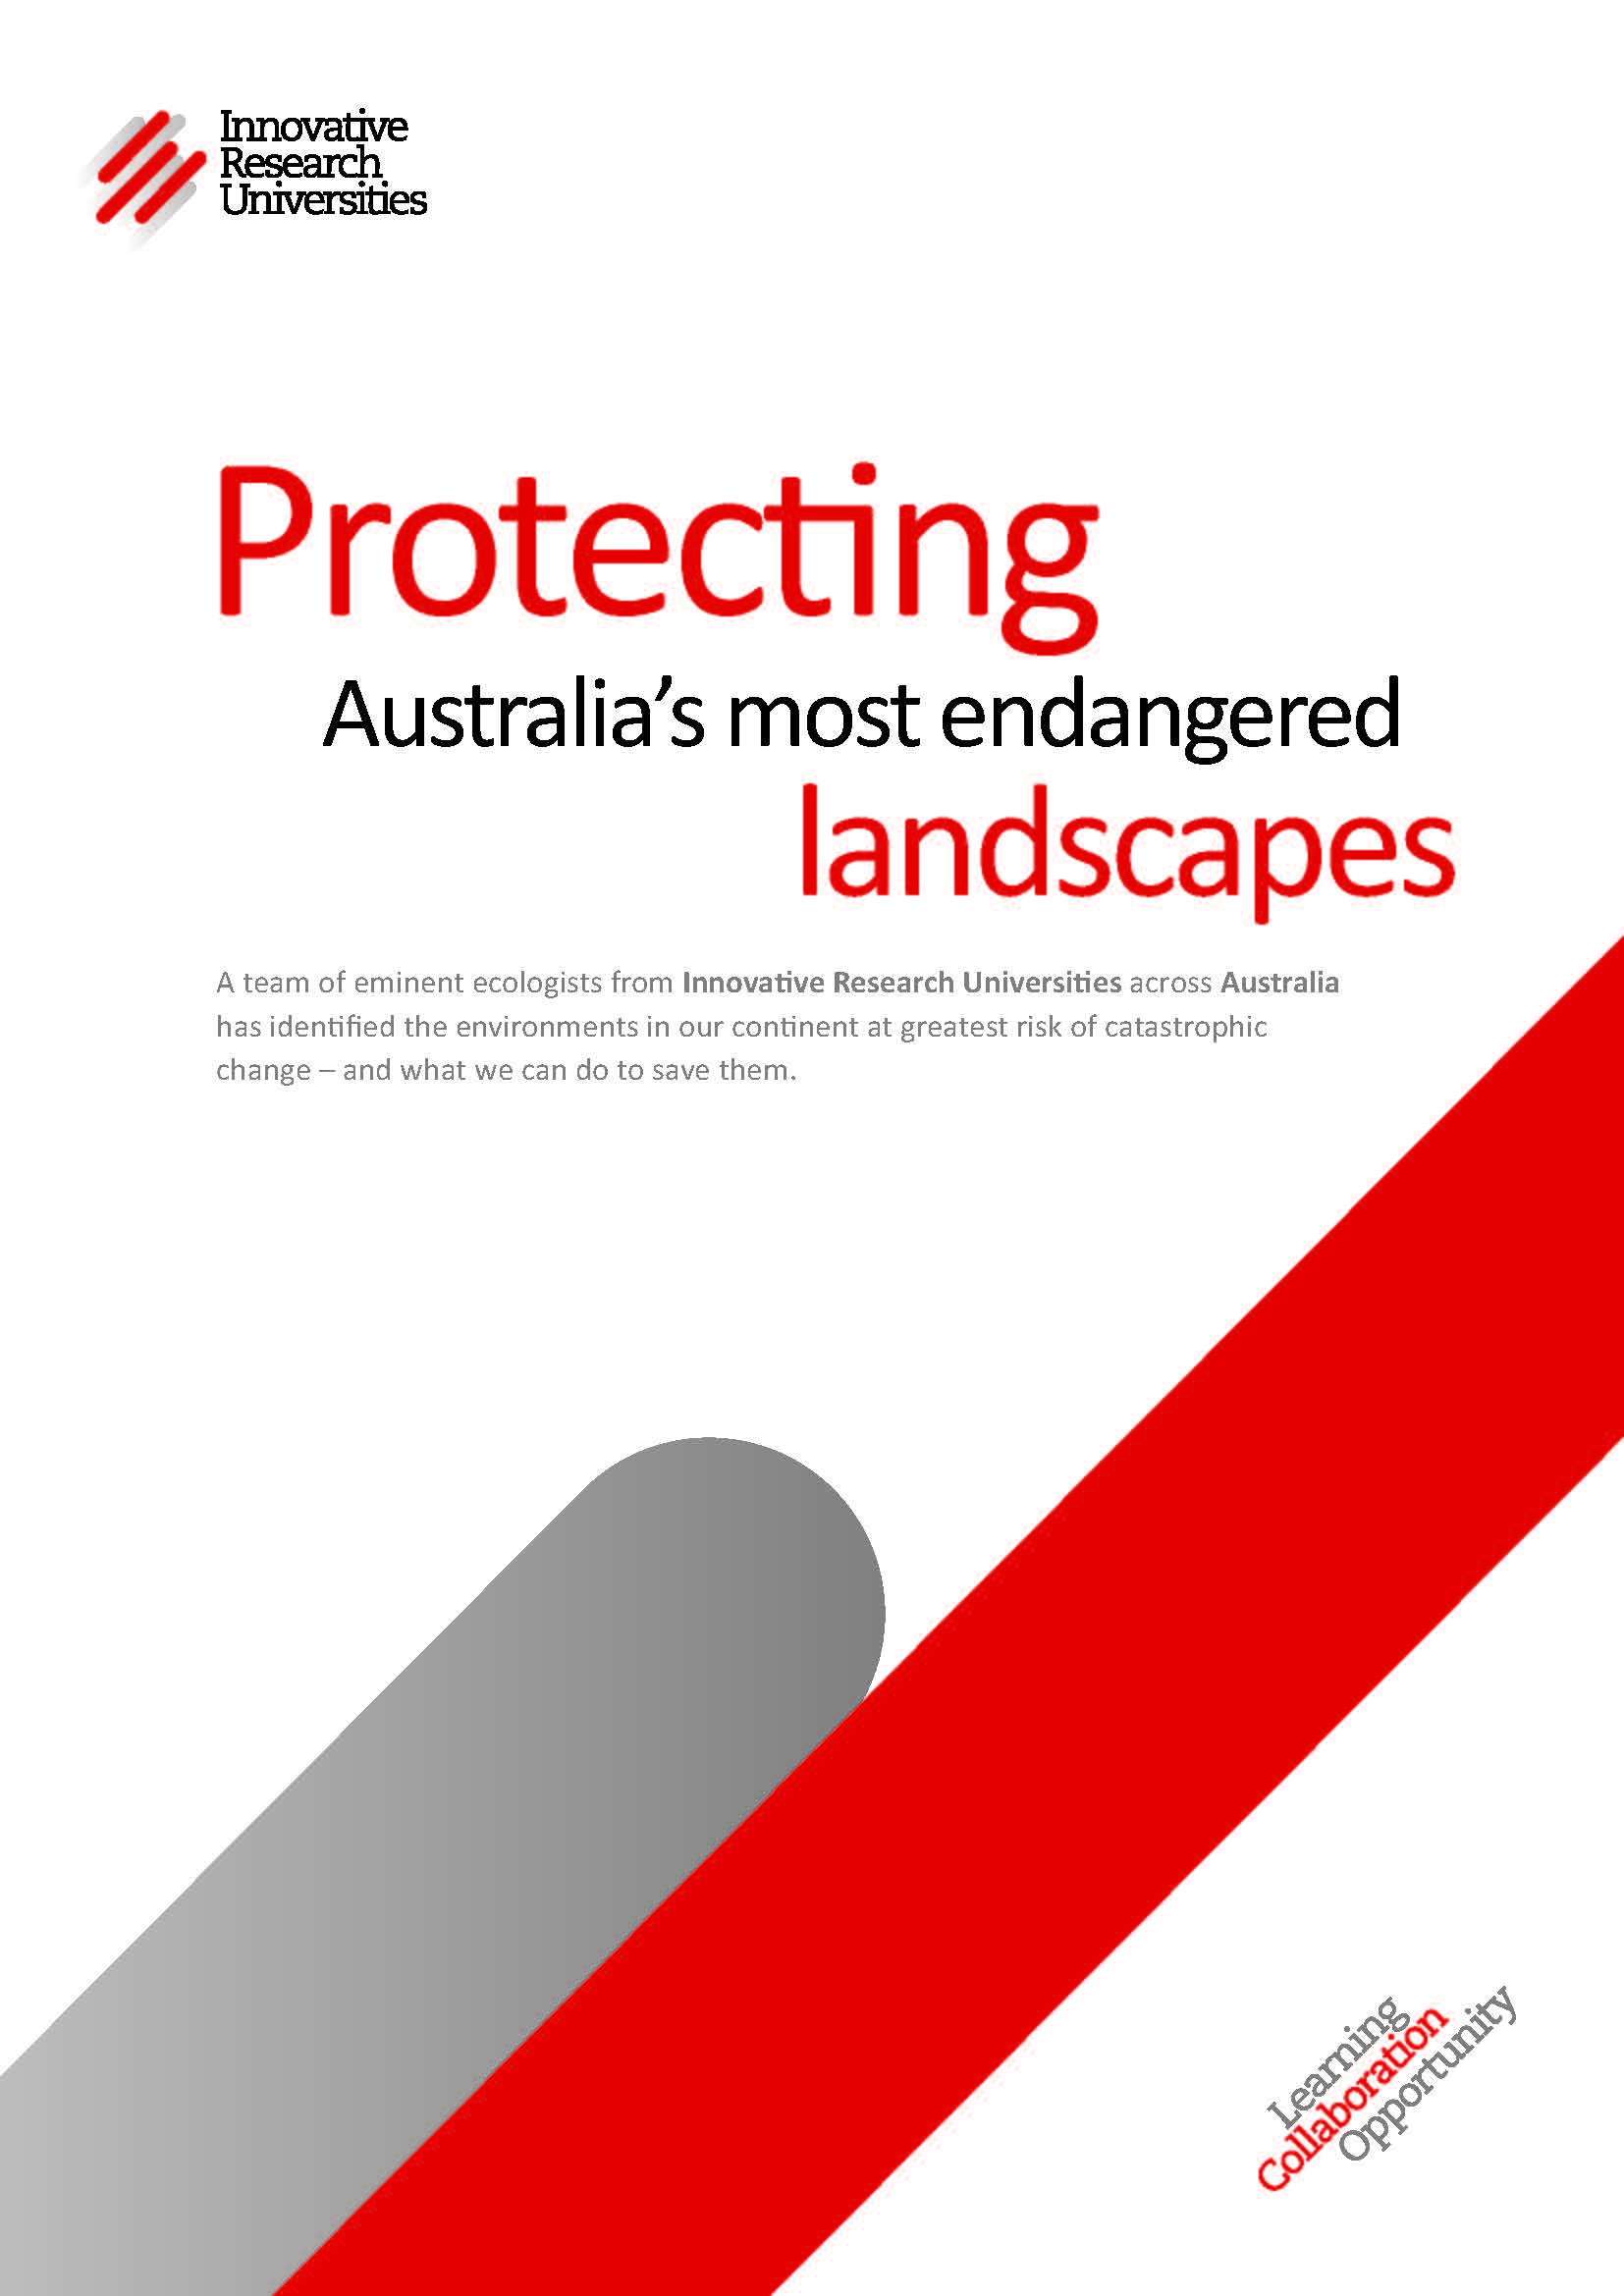 Innovative
Research
Universities
Protecting
Australia’s most endangered
landscapes
A team of eminent ecologists from Innovative Research Universities across Australia
has identified the environments in our continent at greatest risk of catastrophic
change – and what we can do to save them.
Learning
Collaboration
Opportunity